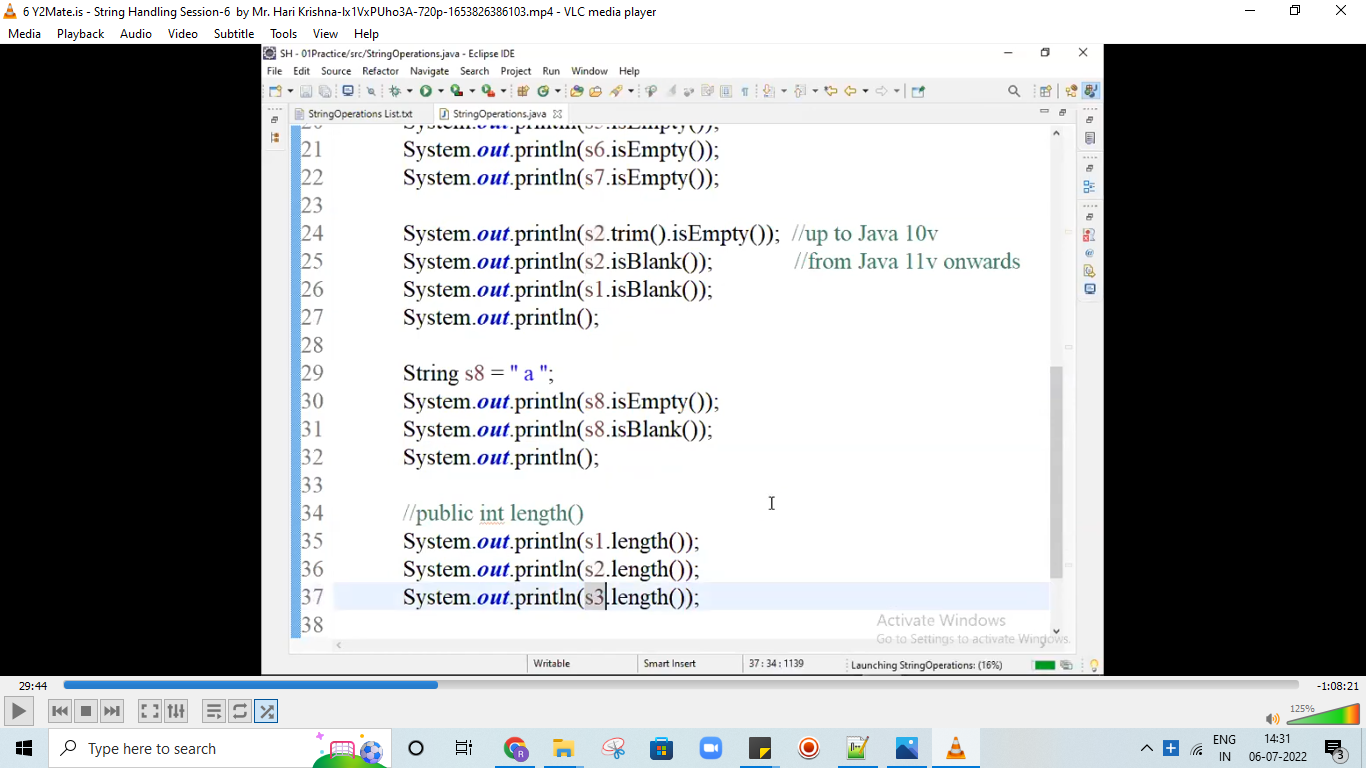 6 Y2Mate.is - String Handling Session-6 by Mr. Hari Krishna-Ix1VxPUho3A-720p-1653826386103.mp4 - VLC media player
Media Playback Audio Video Subtitle Tools View Help
SH - 01Practice/src/StringOperations.java - Eclipse IDE
File Edit Source Refactor Navigate Search Project Run Window Help
StringOperations List.txt StringOperations.java
20 System.out.println(s5.isEmpty());
21 System.out.println(s6.isEmpty());
22 System.out.println(s7.isEmpty());
23
24 System.out.println(s2.trim().isEmpty()); //up to Java 10v
25 System.out.println(s2.isBlank()); //from Java 11v onwards
26 System.out.println(s1.isBlank());
27 System.out.println();
28
29 String s8 = " a ";
30 System.out.println(s8.isEmpty());
31 System.out.println(s8.isBlank());
32 System.out.println();
33
34 //public int length()
35 System.out.println(s1.length());
36 System.out.println(s2.length());
37 System.out.println(s3.length());
38
Activate Windows
Go to Settings to activate Windows.
Writable Smart Insert 37 : 34 : 1139 Launching StringOperations: (16%)
29:44 -1:08:21
125%
Type here to search
ENG 14:31
IN 06-07-2022 3